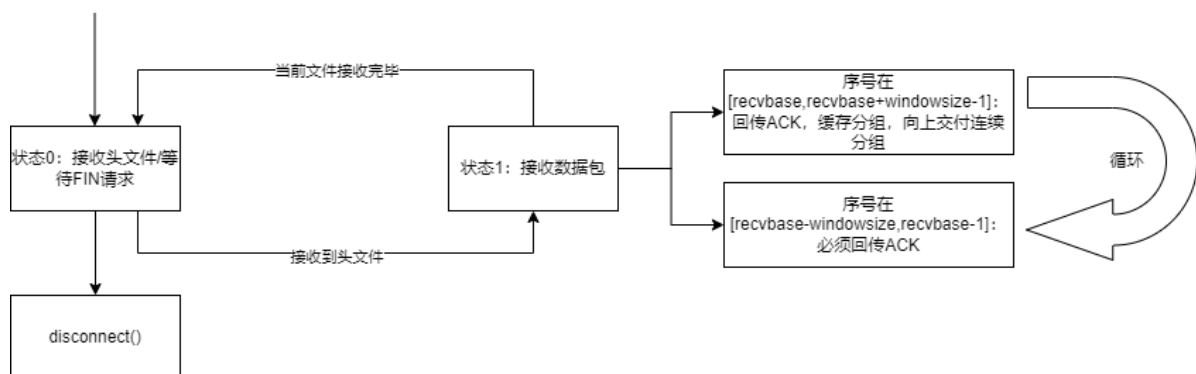 当前文件接收完毕
序号在
[recvbase,recvbase+windowsize-1]：
回传ACK，缓存分组，向上交付连续
分组
状态0：接收头文件/等
待FIN请求
状态1：接收数据包
循环
序号在
[recvbase-windowsize,recvbase-1]：
必须回传ACK
接收到头文件
disconnect()